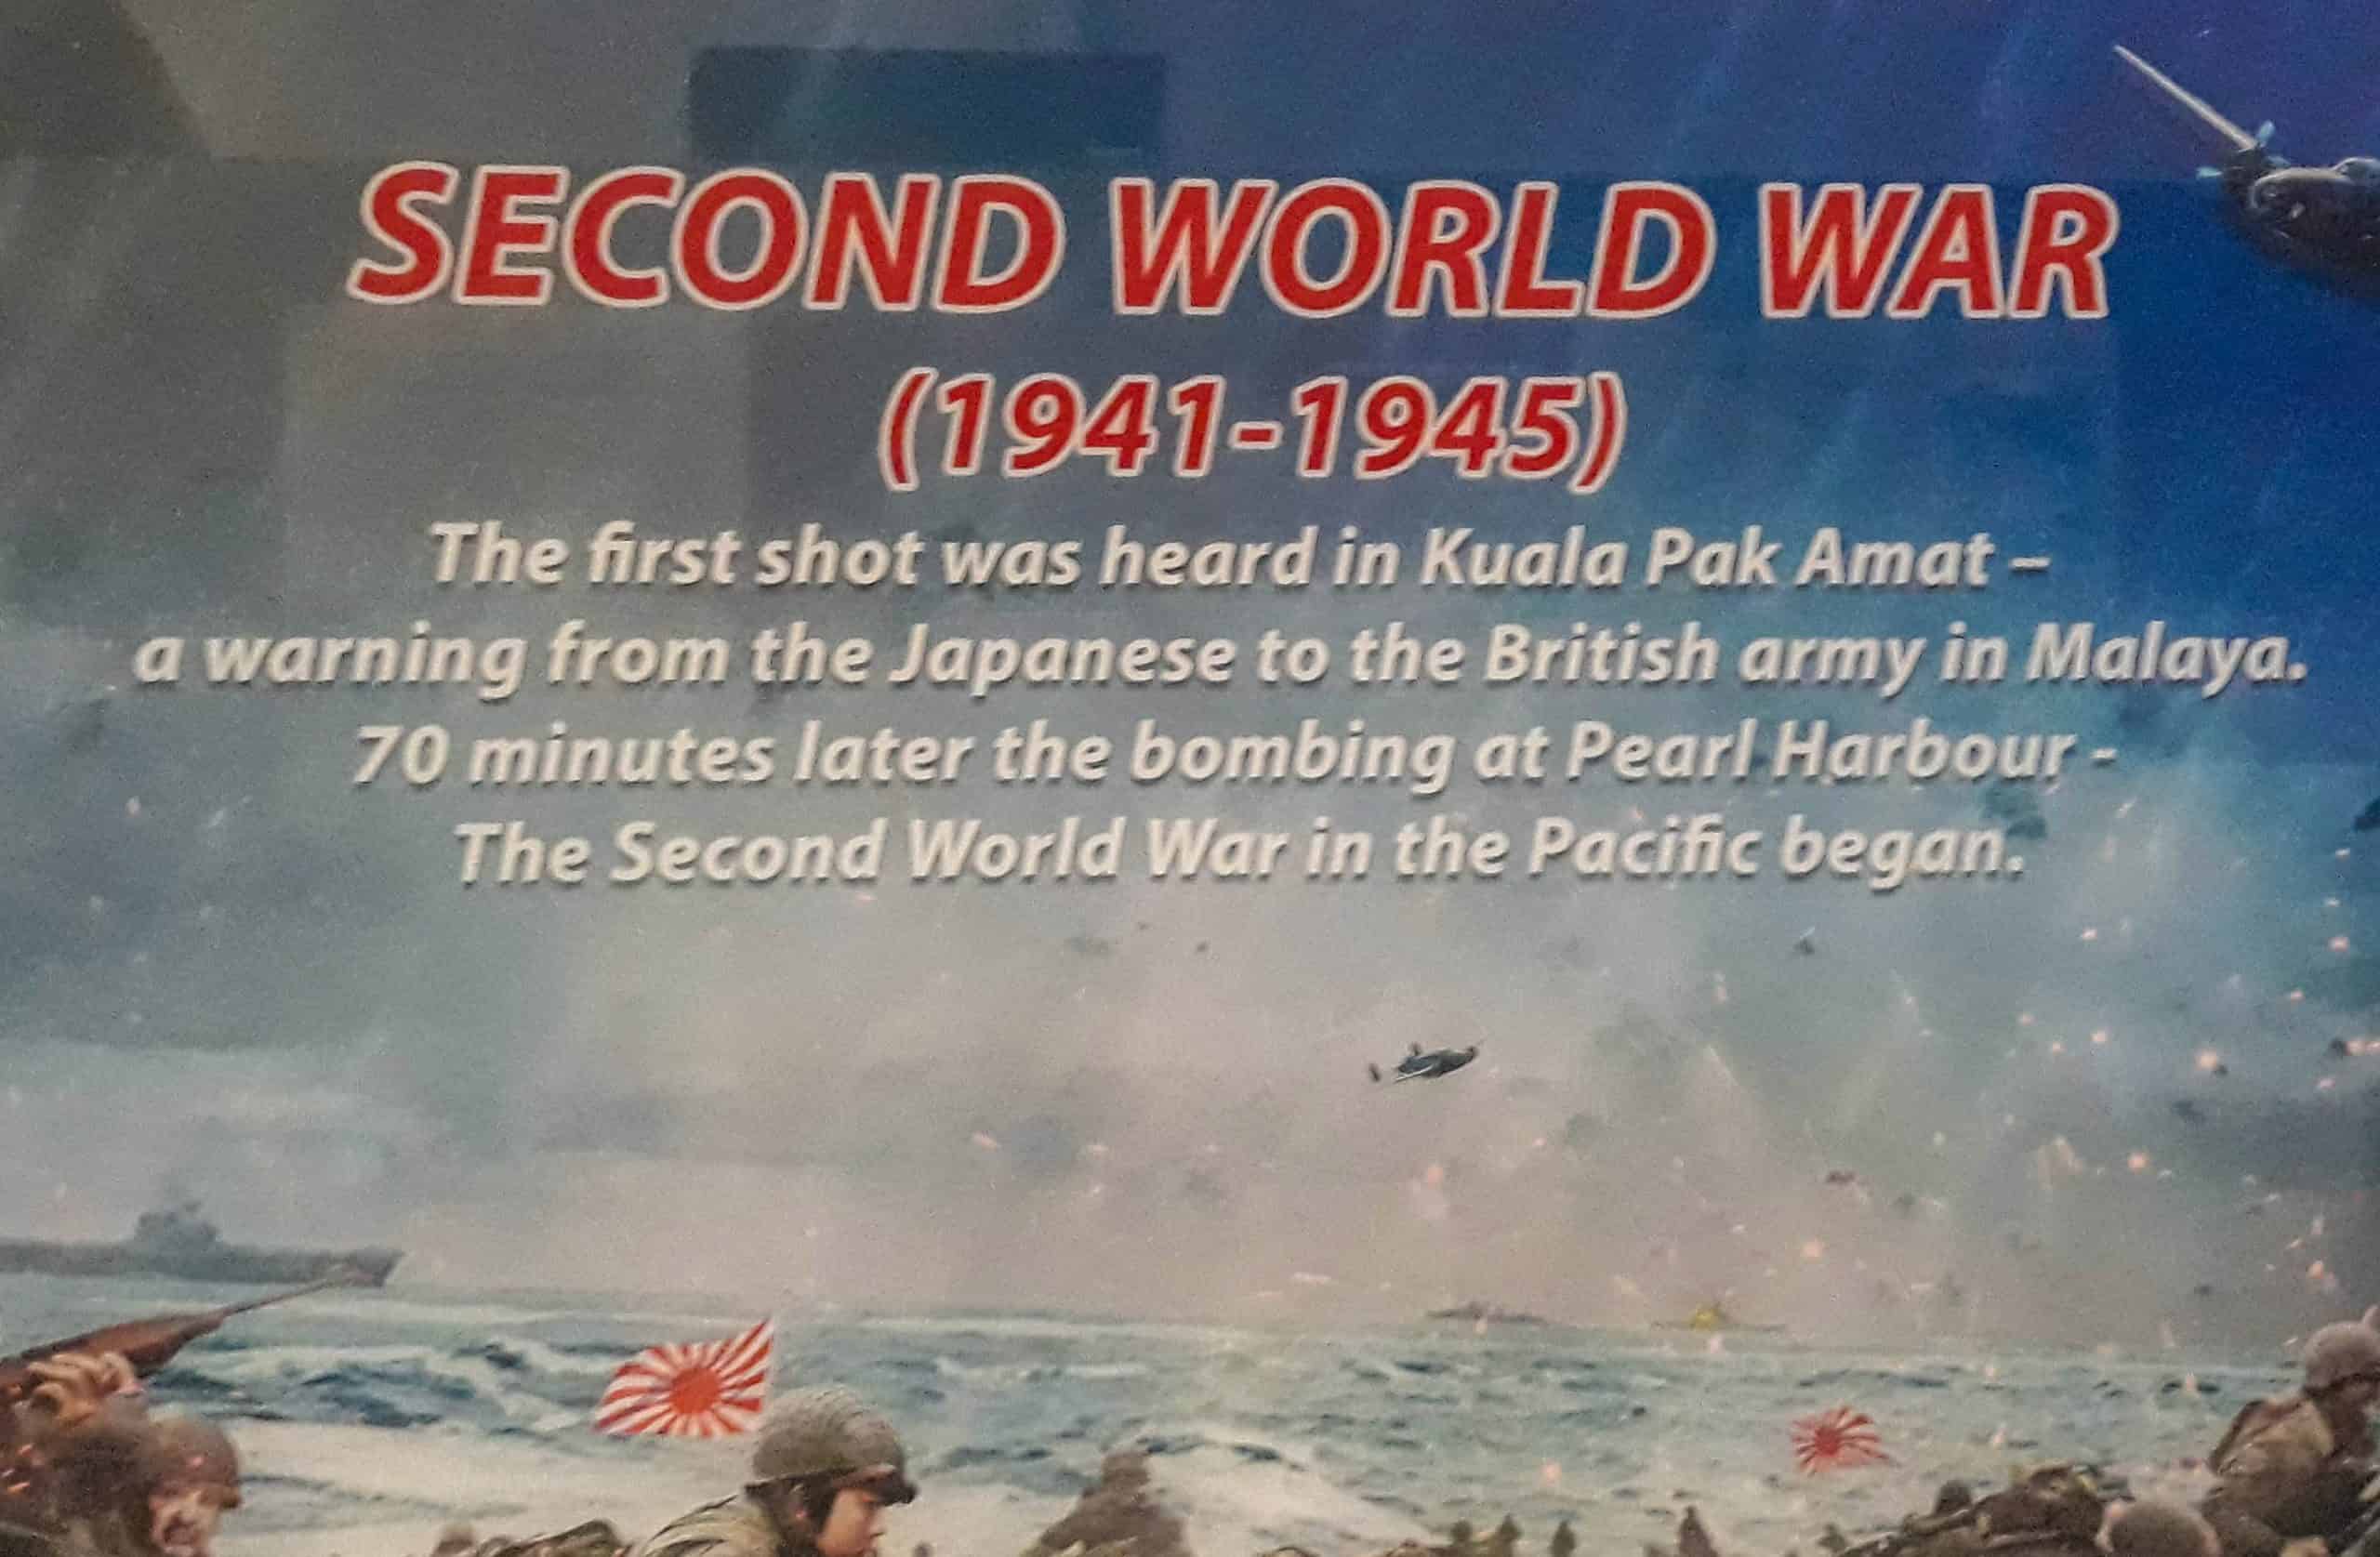 SECOND WORLD WAR
(1941-1945)
The first shot was heard in Kuala Pak Amat –
a warning from the Japanese to the British army in Malaya.
70 minutes later the bombing at Pearl Harbour -
The Second World War in the Pacific began.